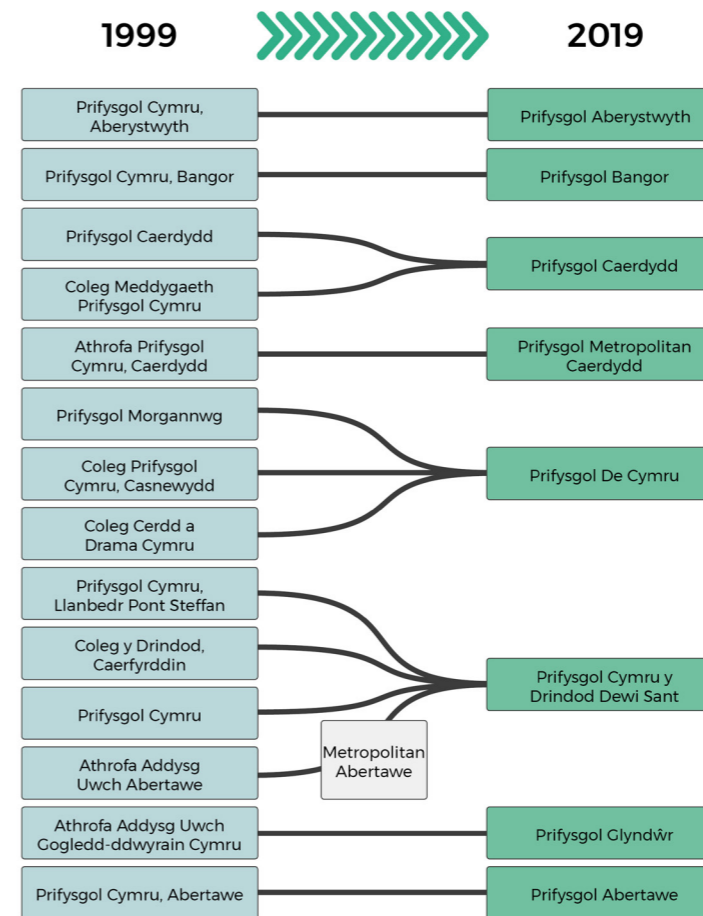 1999
2019
Prifysgol Cymru,
Aberystwyth
Prifysgol Aberystwyth
Prifysgol Cymru, Bangor
Prifysgol Bangor
Prifysgol Caerdydd
Coleg Meddygaeth
Prifysgol Cymru
Prifysgol Caerdydd
Athrofa Prifysgol
Cymru, Caerdydd
Prifysgol Metropolitan
Caerdydd
Prifysgol Morgannwg
Coleg Prifysgol
Cymru, Casnewydd
Coleg Cerdd a
Drama Cymru
Prifysgol De Cymru
Prifysgol Cymru,
Llanbedr Pont Steffan
Coleg y Drindod,
Caerfyrddin
Prifysgol Cymru
Athrofa Addysg
Uwch Abertawe
Metropolitan
Abertawe
Prifysgol Cymru y
Drindod Dewi Sant
Athrofa Addysg Uwch
Gogledd-ddwyrain Cymru
Prifysgol Glyndŵr
Prifysgol Cymru, Abertawe
Prifysgol Abertawe